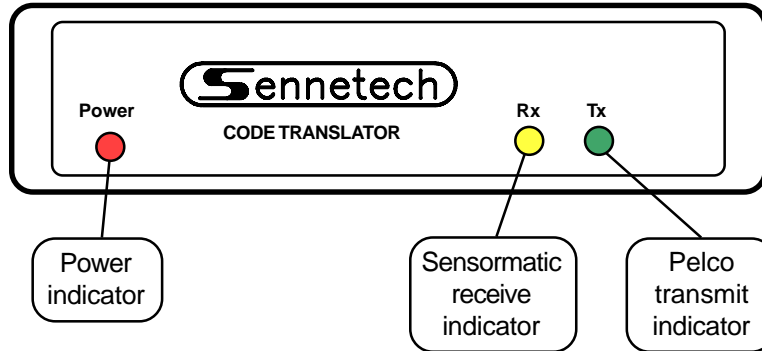 Sennetech
Power
Rx Tx
CODE TRANSLATOR
Power
indicator
Sensormatic
receive
indicator
Pelco
transmit
indicator